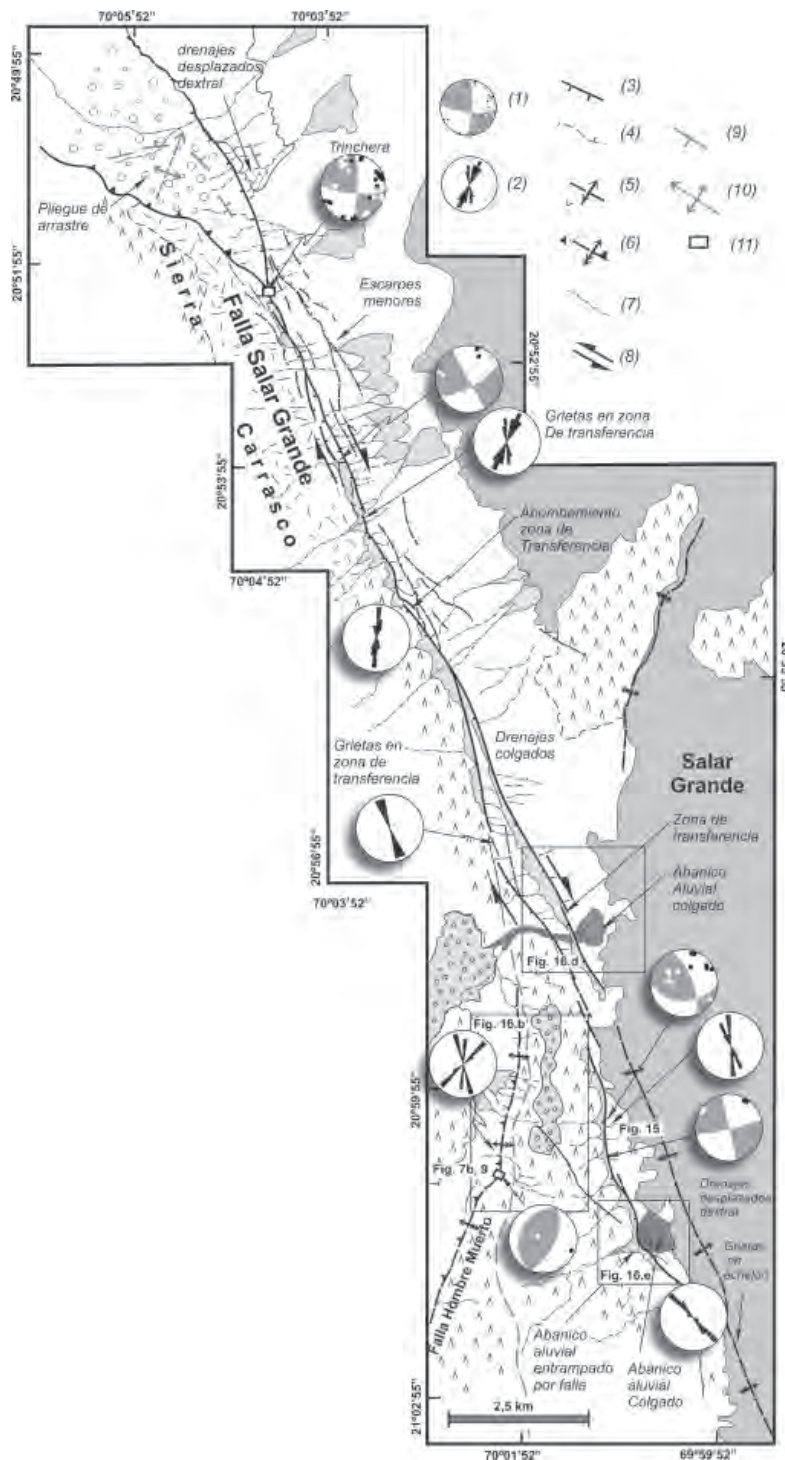 70°05'52"
70°03'52"
20°49'55"
drenajes
desplazados
dextral
(1)
(2)
(3)
(4)
(5)
(6)
(7)
(8)
(9)
(10)
(11)
Trinchera
Pliegue de
arrastre
Sierra
20°51'55"
Escarpes
menores
Falla Salar Grande
20°52'55"
Carrasco
Grietas en zona
De transferencia
20°53'55"
Abombamiento
zona de
Transferencia
70°04'52"
Grietas en
zona de
transferencia
Drenajes
colgados
Salar
Grande
Zona de
transferencia
20°56'55"
70°03'52"
Abanico
Aluvial
colgado
Fig. 16.d
Fig. 16.b
20°59'55"
Fig. 15
Fig. 7b, 9
Drenajes
desplazados
dextral
Falla Hombre Muerto
Grietas
en
echelón
Fig. 16.e
Abanico
aluvial
entrampado
por falla
Abanico
aluviál
Colgado
21°02'55"
2,5 km
70°01'52"
69°59'52"